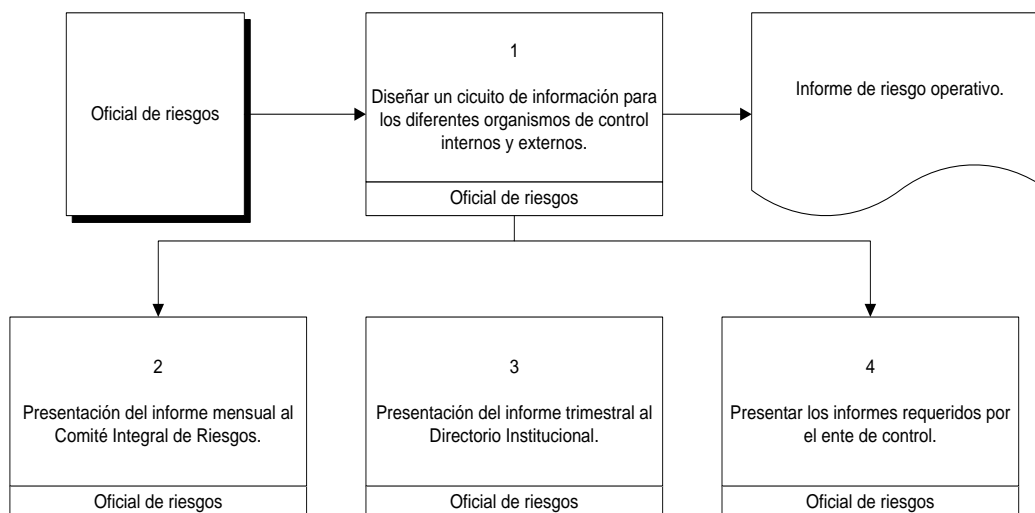 Oficial de riesgos
1
Diseñar un cicuito de información para
los diferentes organismos de control
internos y externos.
Oficial de riesgos
Informe de riesgo operativo.
2
Presentación del informe mensual al
Comité Integral de Riesgos.
Oficial de riesgos
3
Presentación del informe trimestral al
Directorio Institucional.
Oficial de riesgos
4
Presentar los informes requeridos por
el ente de control.
Oficial de riesgos